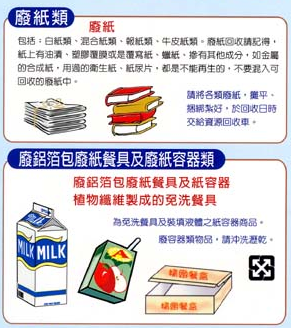 廢紙類
廢紙
包括：白紙類、混合紙類、報紙類、牛皮紙類。廢紙回收請記得，
紙上有油漬、塑膠覆膜或是覆寫紙、蠟紙、摻有其他成分，如金屬
的合成紙，用過的衛生紙、紙尿片，都是不能再生的，不要混入可
回收的廢紙中。
請將各類廢紙，攤平、
捆綁紮好，於回收日時
交給資源回收車。
廢鋁箔包廢紙餐具及廢紙容器類
廢鋁箔包廢紙餐具及紙容器
植物纖維製成的免洗餐具
為免洗餐具及裝填液體之紙容器商品。
廢容器類物品，請沖洗瀝乾。
MILK MILK
精緻餐盒
精緻餐盒